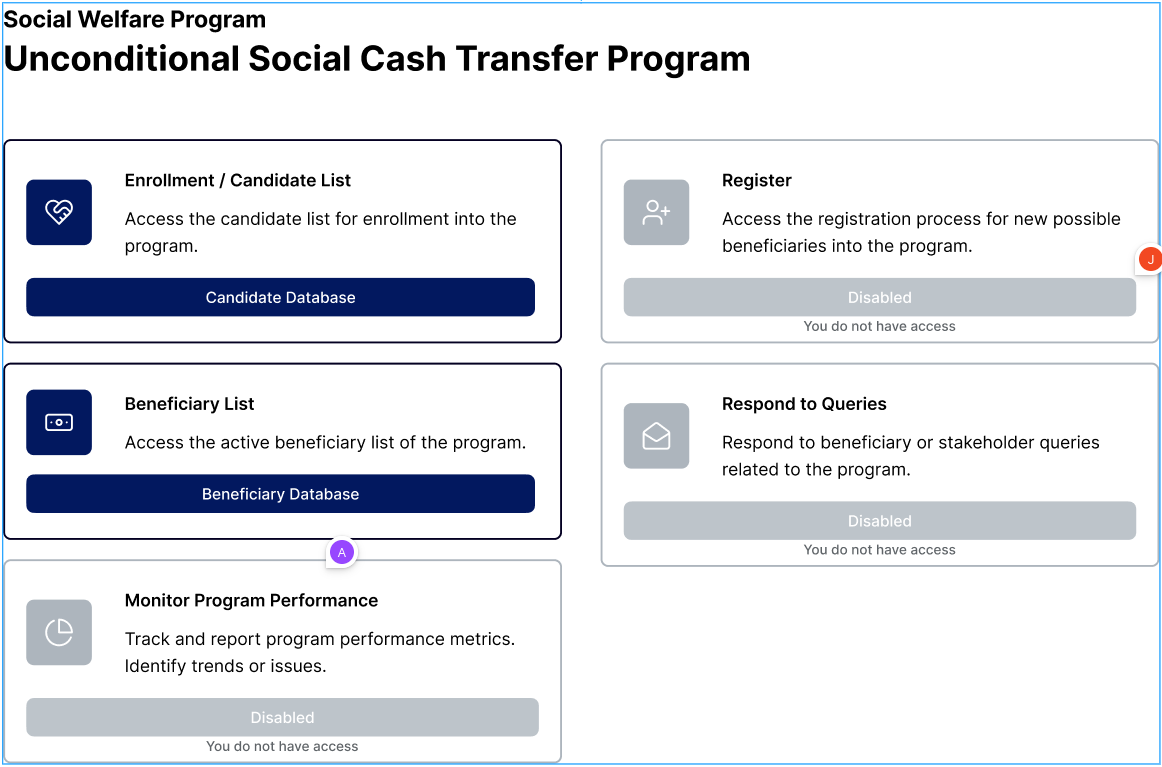 Social Welfare Program
Unconditional Social Cash Transfer Program
Enrollment / Candidate List
Access the candidate list for enrollment into the
program.
Candidate Database
Register
Access the registration process for new possible
beneficiaries into the program.
Disabled
You do not have access
J
Beneficiary List
Access the active beneficiary list of the program.
Beneficiary Database
Respond to Queries
Respond to beneficiary or stakeholder queries
related to the program.
Disabled
You do not have access
A
Monitor Program Performance
Track and report program performance metrics.
Identify trends or issues.
Disabled
You do not have access